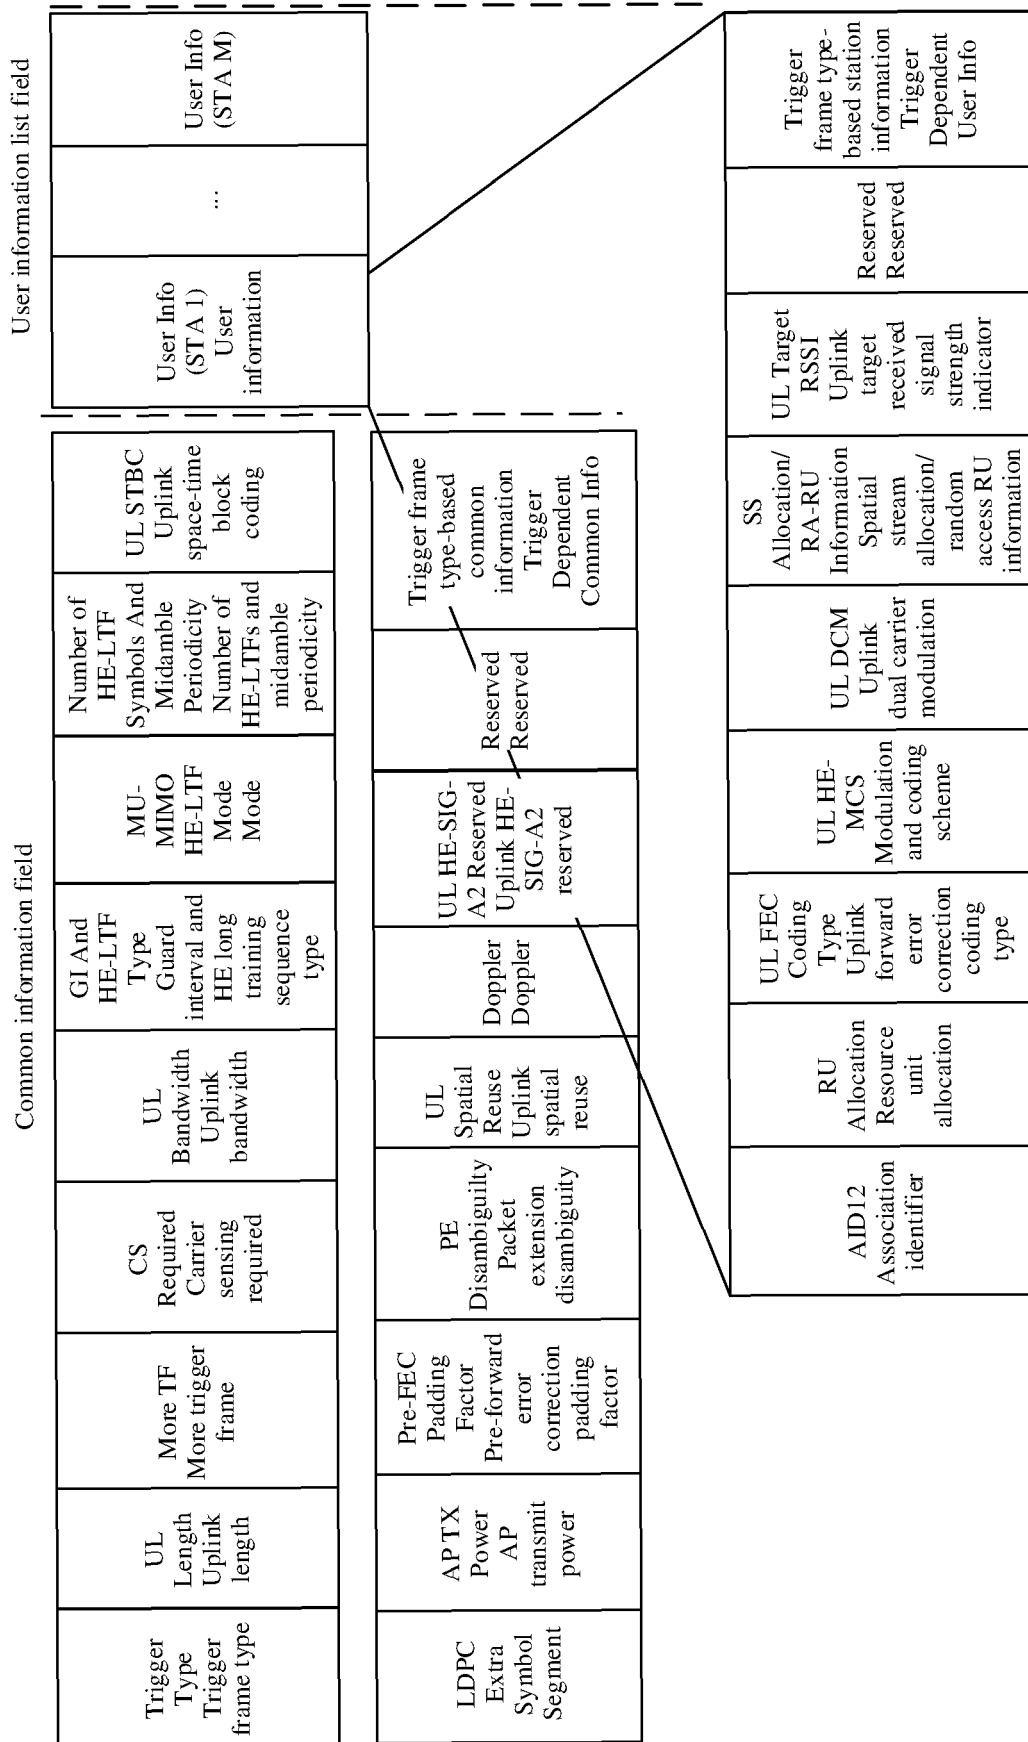 Common information field
User information list field
Trigger
Type
Trigger
frame type
UL
Length
Uplink
length
More TF
More trigger
frame
CS
Required
Carrier
sensing
required
UL
Bandwidth
Uplink
bandwidth
GI And
HE-LTF
Type
Guard
interval and
HE long
training
sequence
type
MU-
MIMO
HE-LTF
Mode
Mode
Number of
HE-LTF
Symbols And
Midamble
Periodicity
Number of
HE-LTFs and
midamble
periodicity
UL STBC
Uplink
space-time
block
coding
User Info
(STA 1)
User
information
...
User Info
(STA M)
LDPC
Extra
Symbol
Segment
AP TX
Power
AP
transmit
power
Pre-FEC
Padding
Factor
Pre-forward
error
correction
padding
factor
PE
Disambiguilty
Packet
extension
disambiguity
UL
Spatial
Reuse
Uplink
spatial
reuse
Doppler
Doppler
UL HE-SIG-
A2 Reserved
Uplink HE-
SIG-A2
reserved
Reserved
Reserved
Trigger frame
type-based
common
information
Trigger
Dependent
Common Info
AID12
Association
identifier
RU
Allocation
Resource
unit
allocation
UL FEC
Coding
Type
Uplink
forward
error
correction
coding
type
UL HE-
MCS
Modulation
and coding
scheme
UL DCM
Uplink
dual carrier
modulation
SS
Allocation/
RA-RU
Information
Spatial
stream
allocation/
random
access RU
information
UL Target
RSSI
Uplink
target
received
signal
strength
indicator
Reserved
Reserved
Trigger
frame type-
based station
information
Trigger
Dependent
User Info